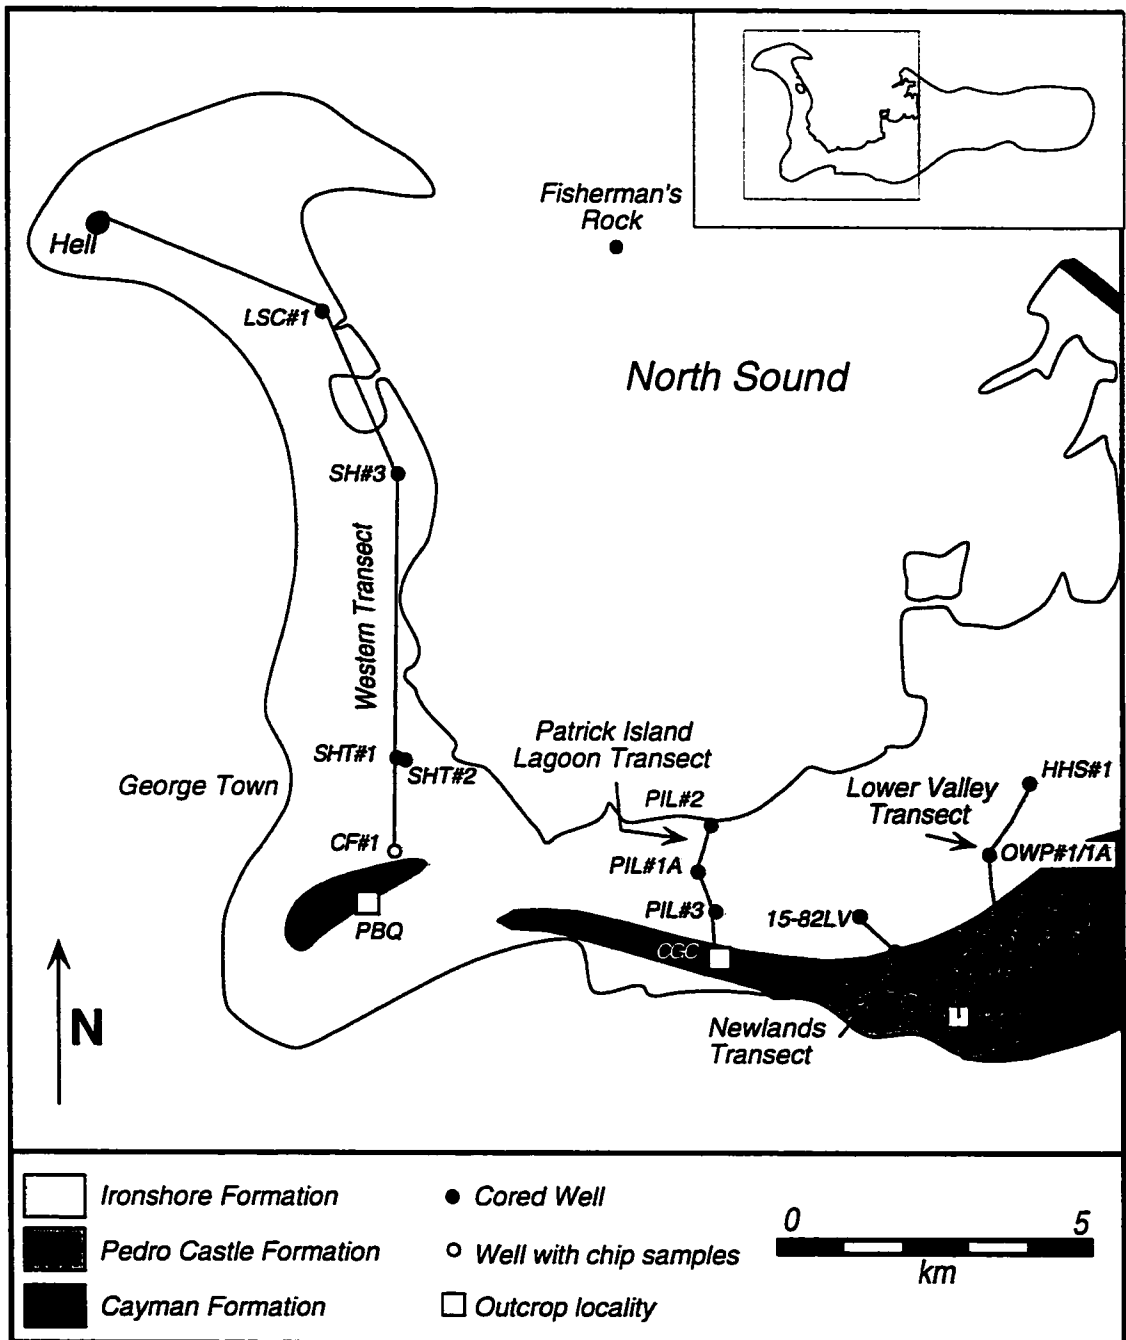 Fisherman's
Rock
Hell
LSC#1
North Sound
SH#3
Western Transect
Patrick Island
Lagoon Transect
SHT#1
SHT#2
George Town
HHS#1
Lower Valley
Transect
PIL#2
CF#1
OWP#1/1A
PIL#1A
PIL#3
15-82LV
PBQ
CGC
N
Newlands
Transect
Ironshore Formation
Cored Well
0 5
Pedro Castle Formation
Well with chip samples
km
Cayman Formation
Outcrop locality